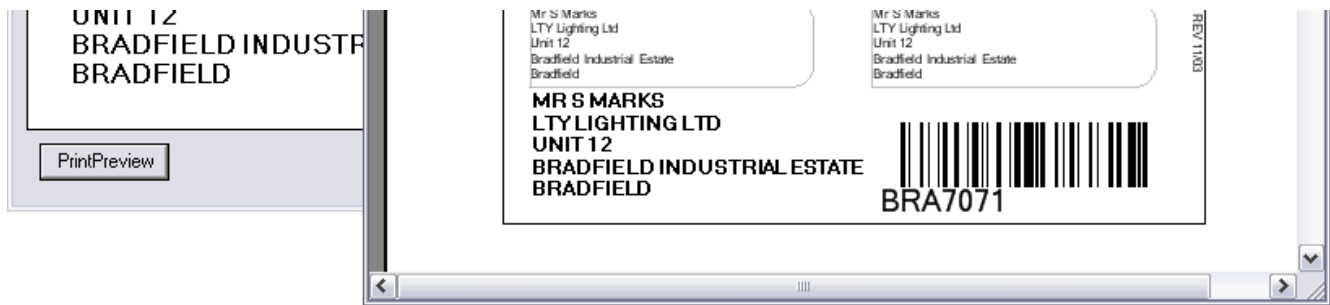 UNIT 12
BRADFIELD INDUSTR
BRADFIELD
PrintPreview
Mr S Marks
LTY Lighting Ltd
Unit 12
Bradfield Industrial Estate
Bradfield
Mr S Marks
LTY Lighting Ltd
Unit 12
Bradfield Industrial Estate
Bradfield
REV 11/03
MR S MARKS
LTY LIGHTING LTD
UNIT 12
BRADFIELD INDUSTRIAL ESTATE
BRADFIELD
BRA7071